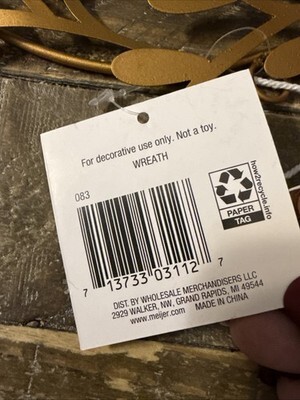 For decorative use only. Not a toy.
WREATH
083
how2recycle.info
PAPER
TAG
7 13733 03112 7
DIST. BY WHOLESALE MERCHANDISERS LLC
2929 WALKER, NW, GRAND RAPIDS, MI 49544
www.meijer.com MADE IN CHINA